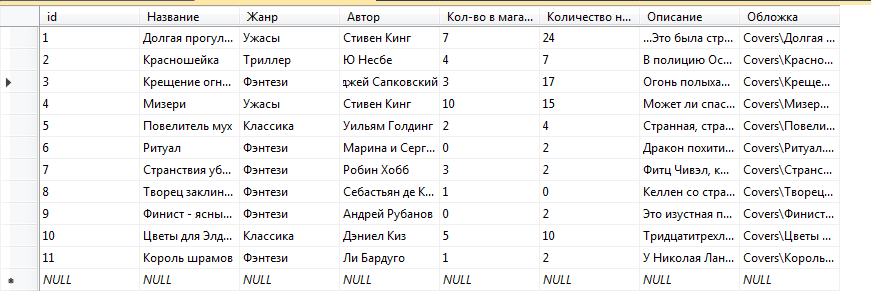 id Название Жанр Автор Кол-во в мага... Количество н... Описание Обложка
1 Долгая прогул... Ужасы Стивен Кинг 7 24 ...Это была стр... Covers\Долгая ...
2 Красношейка Триллер Ю Несбе 4 7 В полицию Ос... Covers\Красно...
3 Крещение огн... Фэнтези джей Сапковский 3 17 Огонь полыха... Covers\Креще...
4 Мизери Ужасы Стивен Кинг 10 15 Может ли спас... Covers\Мизер...
5 Повелитель мух Классика Уильям Голдинг 2 4 Странная, стра... Covers\Повели...
6 Ритуал Фэнтези Марина и Серг... 0 2 Дракон похити... Covers\Ритуал....
7 Странствия уб... Фэнтези Робин Хобб 3 2 Фитц Чивэл, к... Covers\Странс...
8 Творец заклин... Фэнтези Себастьян де К... 1 0 Келлен со стра... Covers\Творец...
9 Финист - ясны... Фэнтези Андрей Рубанов 0 2 Это изустная п... Covers\Финист...
10 Цветы для Элд... Классика Дэниел Киз 5 10 Тридцатитрехл... Covers\Цветы ...
11 Король шрамов Фэнтези Ли Бардуго 1 2 У Николая Лан... Covers\Король...
NULL NULL NULL NULL NULL NULL NULL NULL